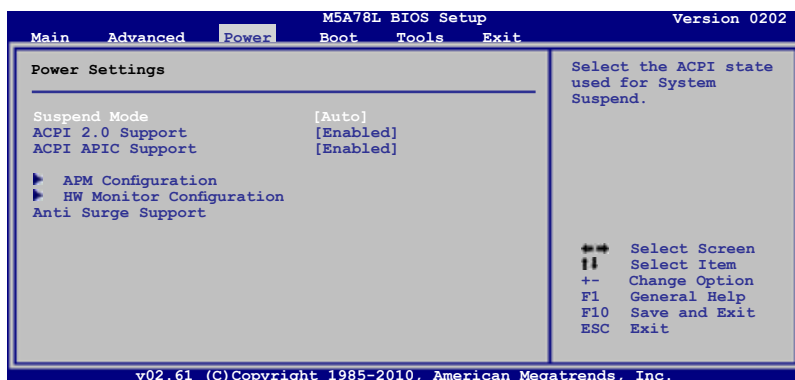 M5A78L BIOS Setup Version 0202
Main Advanced Power Boot Tools Exit
Power Settings
Suspend Mode [Auto]
ACPI 2.0 Support [Enabled]
ACPI APIC Support [Enabled]
APM Configuration
HW Monitor Configuration
Anti Surge Support
Select the ACPI state
used for System
Suspend.
Select Screen
Select Item
+- Change Option
F1 General Help
F10 Save and Exit
ESC Exit
v02.61 (C)Copyright 1985-2010, American Megatrends, Inc.